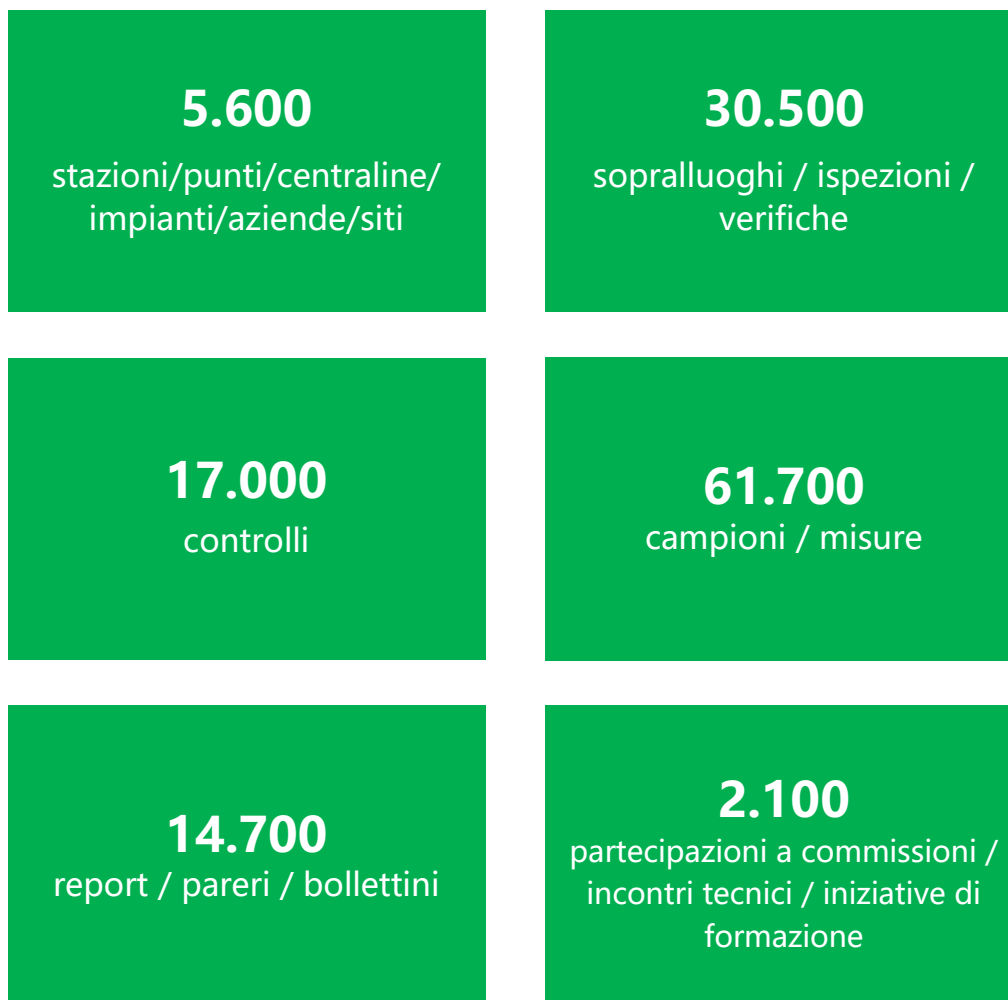 5.600
stazioni/punti/centraline/
impianti/aziende/siti
30.500
sopralluoghi / ispezioni /
verifiche
17.000
controlli
61.700
campioni / misure
14.700
report / pareri / bollettini
2.100
partecipazioni a commissioni /
incontri tecnici / iniziative di
formazione